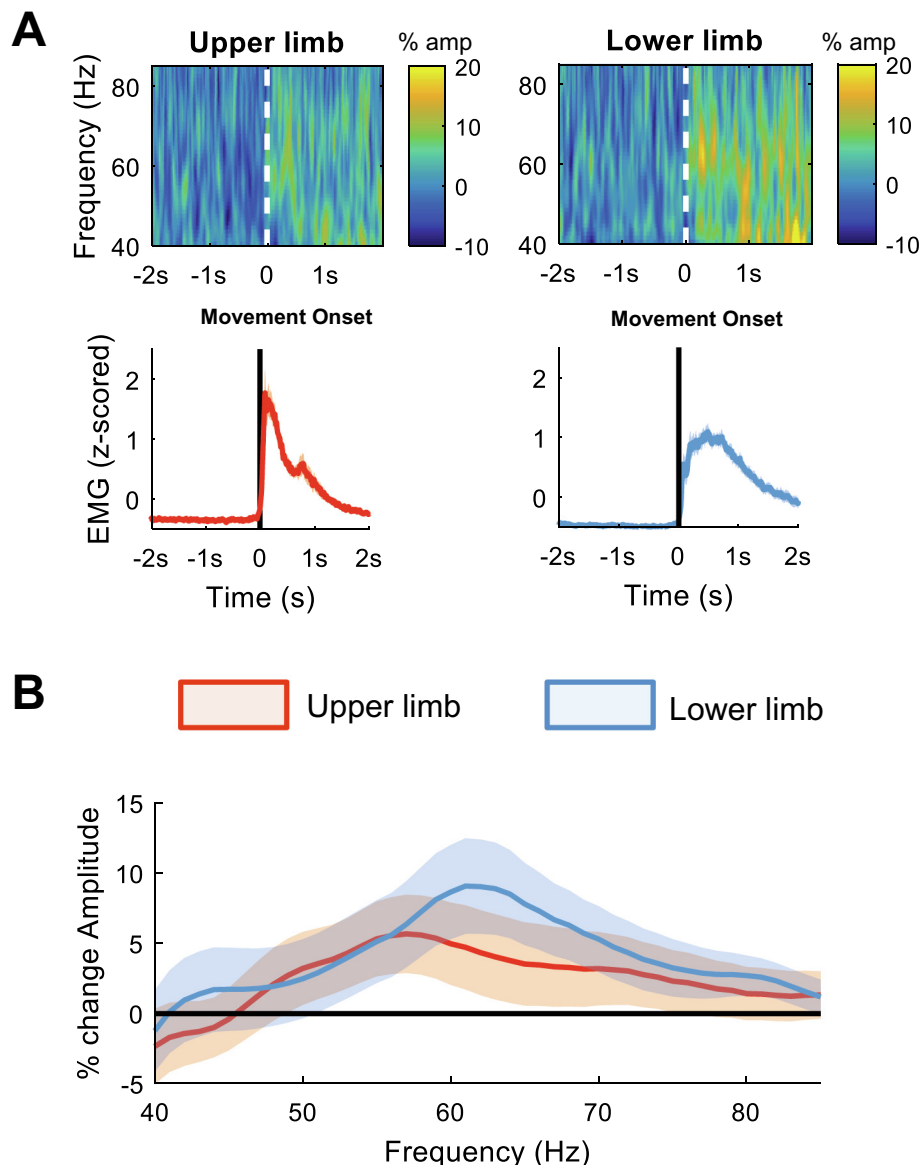 A
Upper limb
% amp
Lower limb
% amp
Frequency (Hz)
80
60
40
-2s -1s 0 1s
20
10
0
-10
80
60
40
-2s -1s 0 1s
20
10
0
-10
Movement Onset
Movement Onset
EMG (z-scored)
2
1
0
-2s -1s 0 1s 2s
Time (s)
2
1
0
-2s -1s 0 1s 2s
Time (s)
B
Upper limb
Lower limb
% change Amplitude
15
10
5
0
-5
40 50 60 70 80
Frequency (Hz)